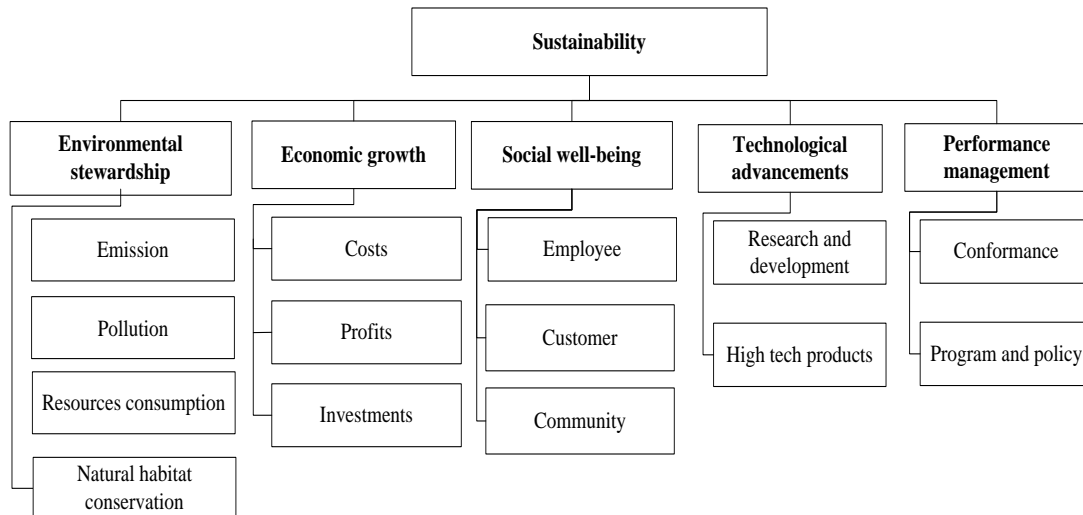 Sustainability
Environmental
stewardship
Economic growth
Social well-being
Technological
advancements
Performance
management
Emission
Pollution
Resources consumption
Natural habitat
conservation
Costs
Profits
Investments
Employee
Customer
Community
Research and
development
High tech products
Conformance
Program and policy